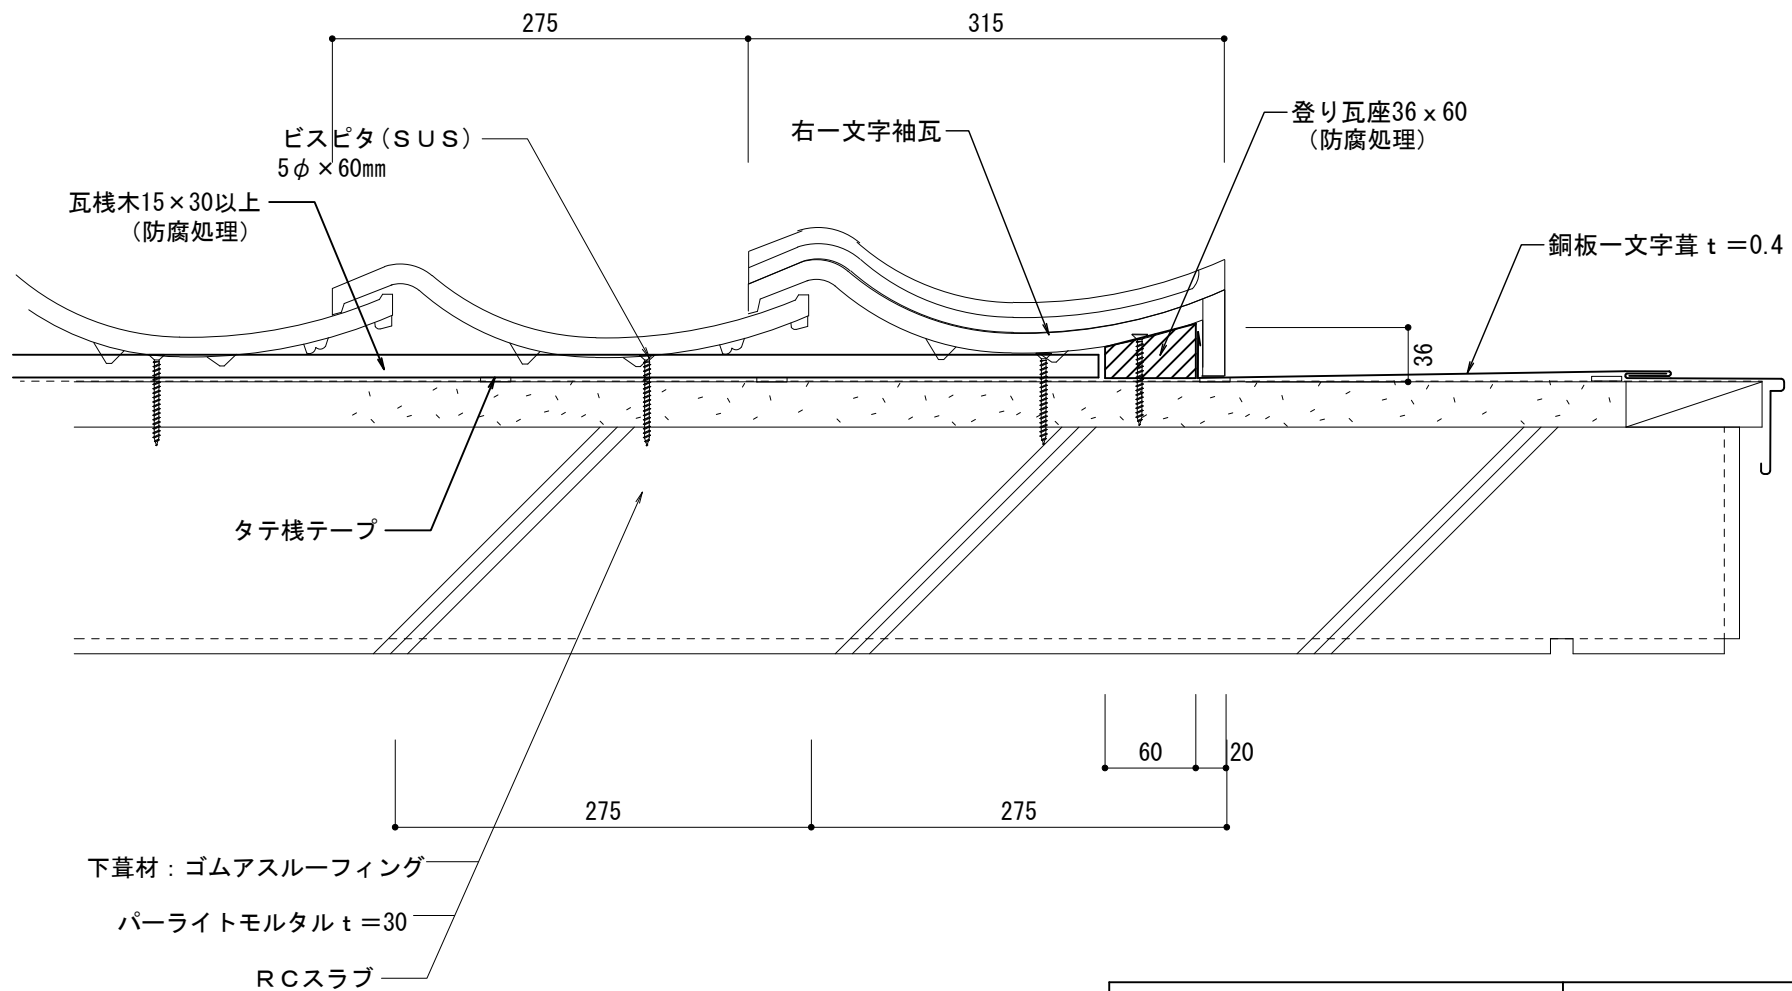 275
315
ビスピタ(ＳＵＳ)
5φ×60mm
右一文字袖瓦
登り瓦座36ｘ60
(防腐処理)
瓦桟木15×30以上
(防腐処理)
銅板一文字葺ｔ＝0.4
36
タテ桟テープ
60
20
275
275
下葺材：ゴムアスルーフィング
パーライトモルタルｔ＝30
ＲＣスラブ